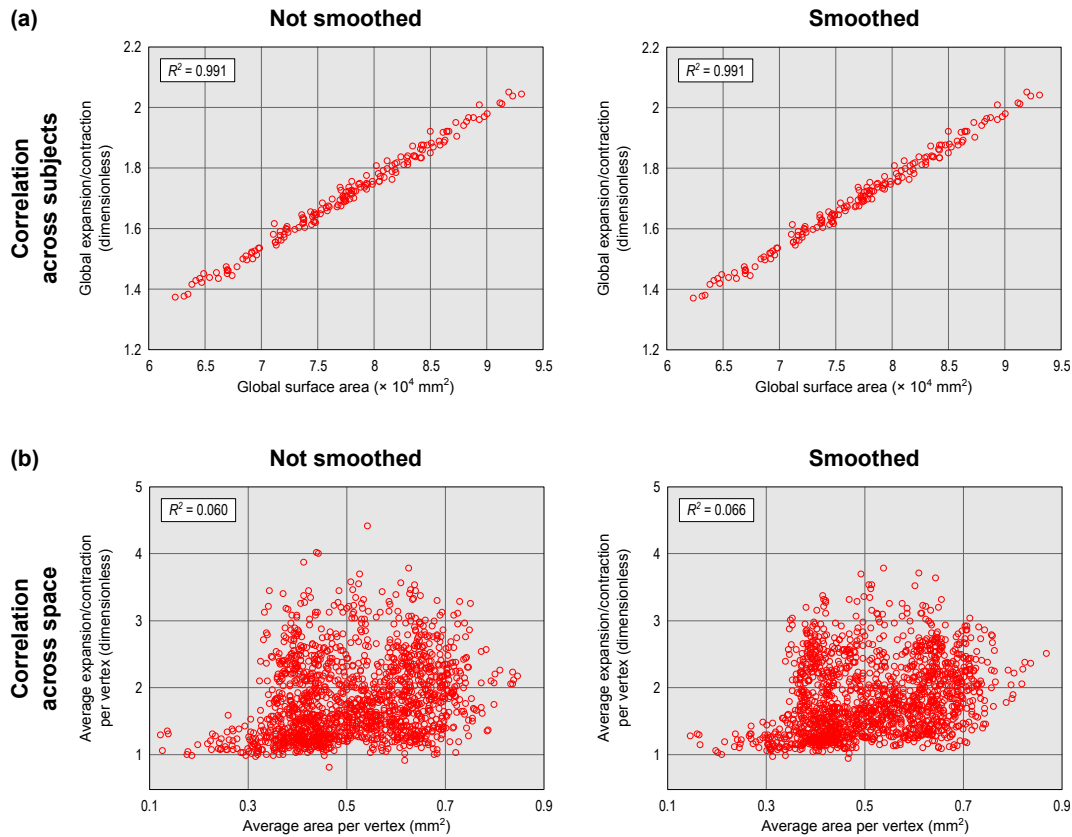 (a)
Not smoothed
Smoothed
Correlation
across subjects
Global expansion/contraction
(dimensionless)
2.2
2
1.8
1.6
1.4
1.2
R² = 0.991
6
6.5
7
7.5
8
8.5
9
9.5
Global surface area (× 10⁴ mm²)
Global expansion/contraction
(dimensionless)
2.2
2
1.8
1.6
1.4
1.2
R² = 0.991
6
6.5
7
7.5
8
8.5
9
9.5
Global surface area (× 10⁴ mm²)
(b)
Not smoothed
Smoothed
Correlation
across space
Average expansion/contraction
per vertex (dimensionless)
5
4
3
2
1
R² = 0.060
0.1
0.3
0.5
0.7
0.9
Average area per vertex (mm²)
Average expansion/contraction
per vertex (dimensionless)
5
4
3
2
1
R² = 0.066
0.1
0.3
0.5
0.7
0.9
Average area per vertex (mm²)